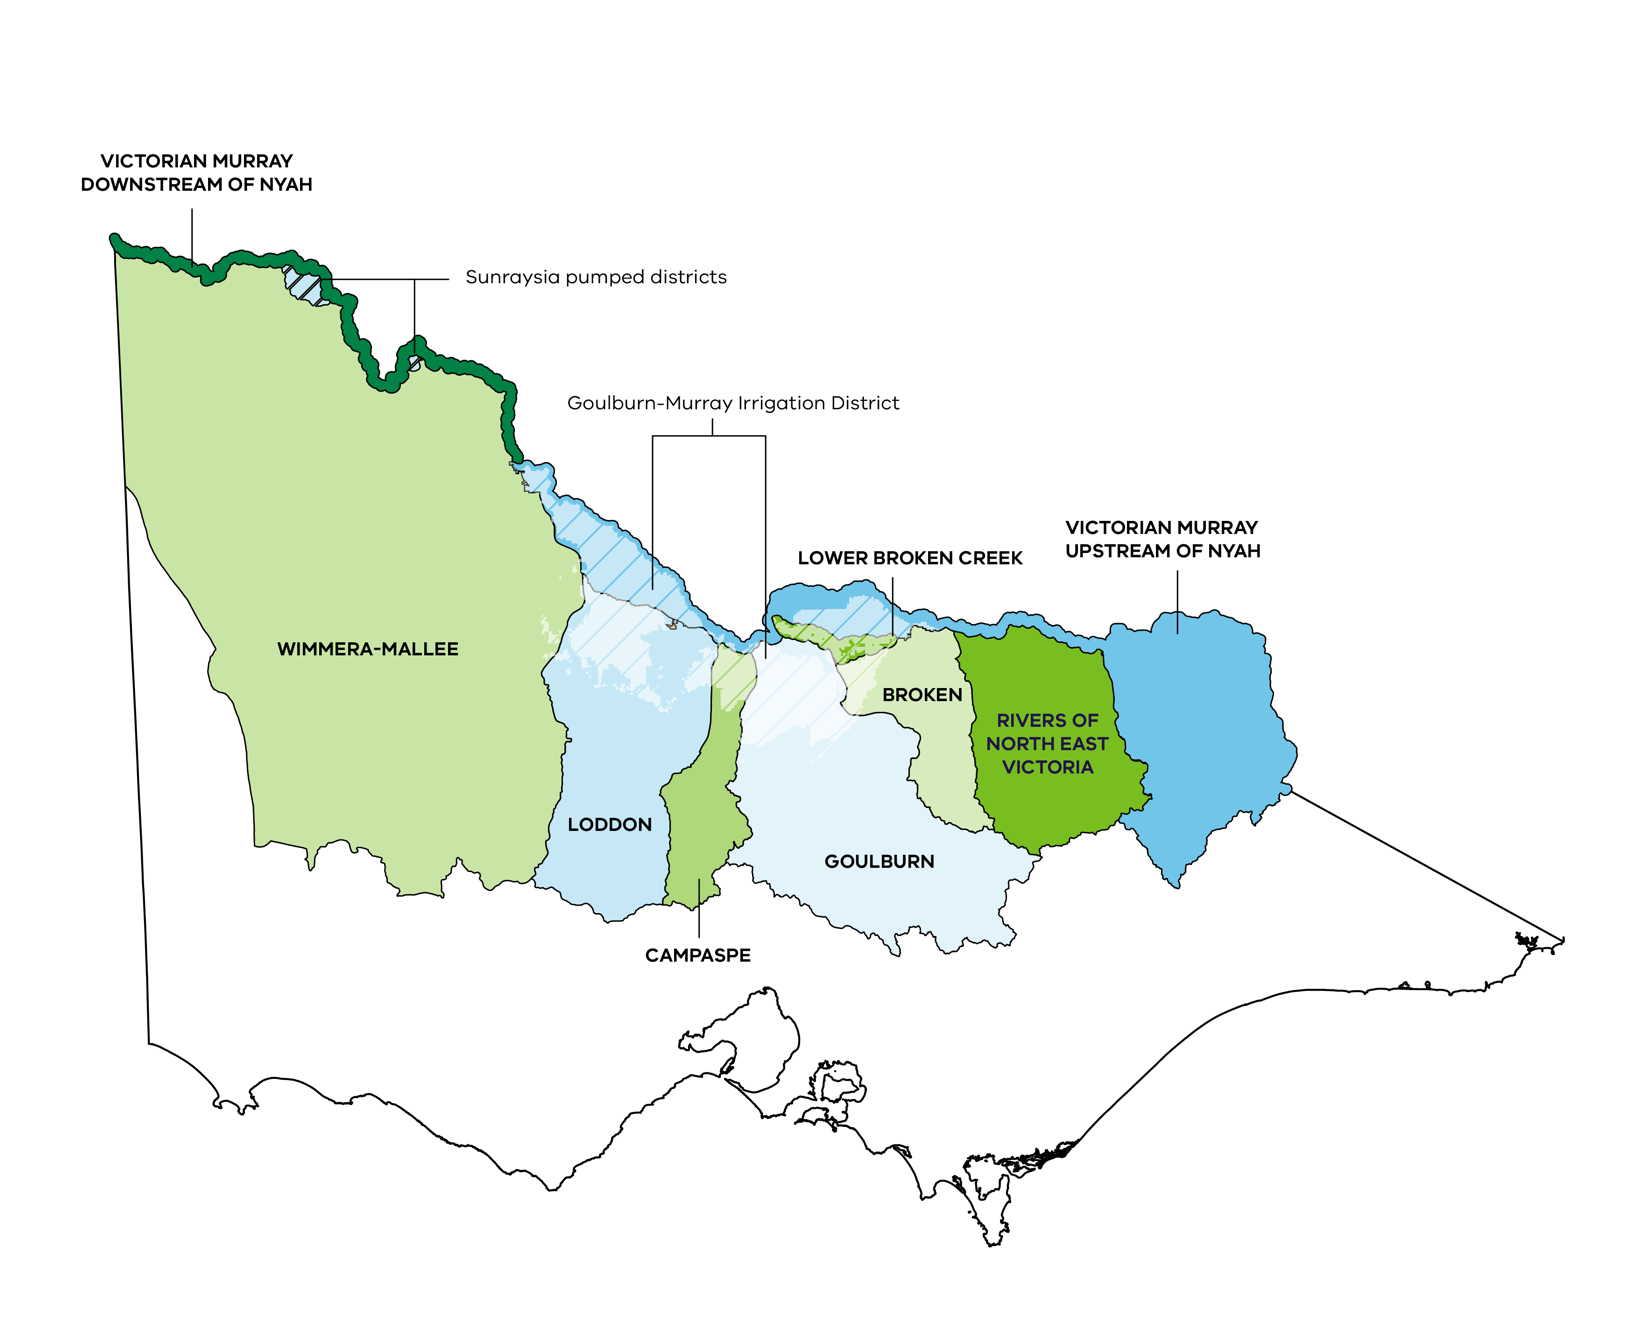 VICTORIAN MURRAY
DOWNSTREAM OF NYAH
Sunraysia pumped districts
Goulburn-Murray Irrigation District
LOWER BROKEN CREEK
VICTORIAN MURRAY
UPSTREAM OF NYAH
WIMMERA-MALLEE
BROKEN
RIVERS OF
NORTH EAST
VICTORIA
LODDON
GOULBURN
CAMPASPE